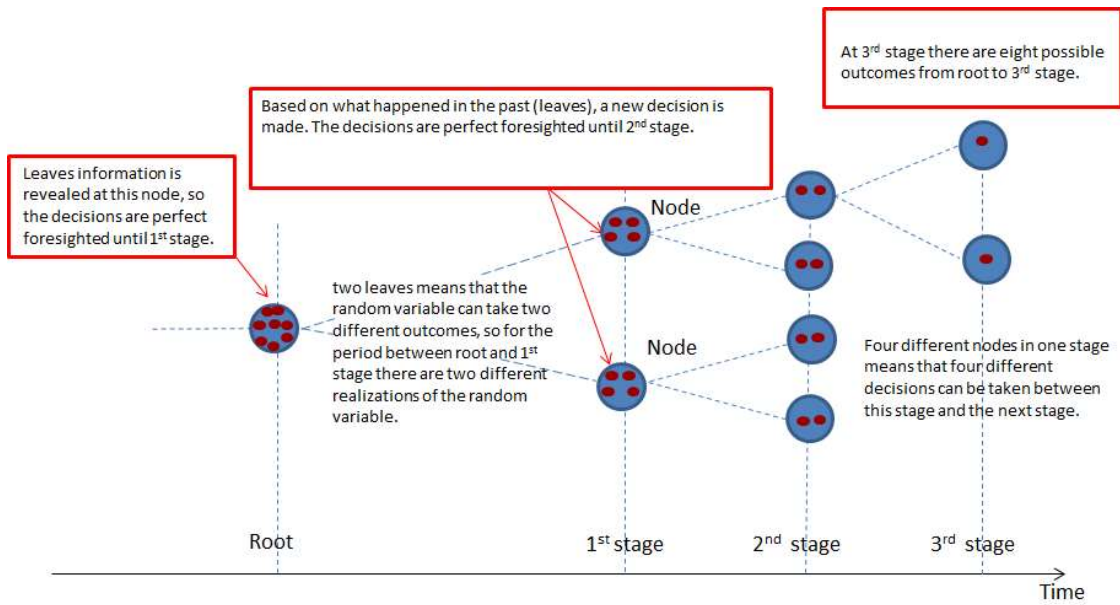 At 3rd stage there are eight possible
outcomes from root to 3rd stage.
Based on what happened in the past (leaves), a new decision is
made. The decisions are perfect foresighted until 2nd stage.
Leaves information is
revealed at this node, so
the decisions are perfect
foresighted until 1st stage.
Node
two leaves means that the
random variable can take two
different outcomes, so for the
period between root and 1st
stage there are two different
realizations of the random
variable.
Node
Four different nodes in one stage
means that four different
decisions can be taken between
this stage and the next stage.
Root
1st stage
2nd stage
3rd stage
Time